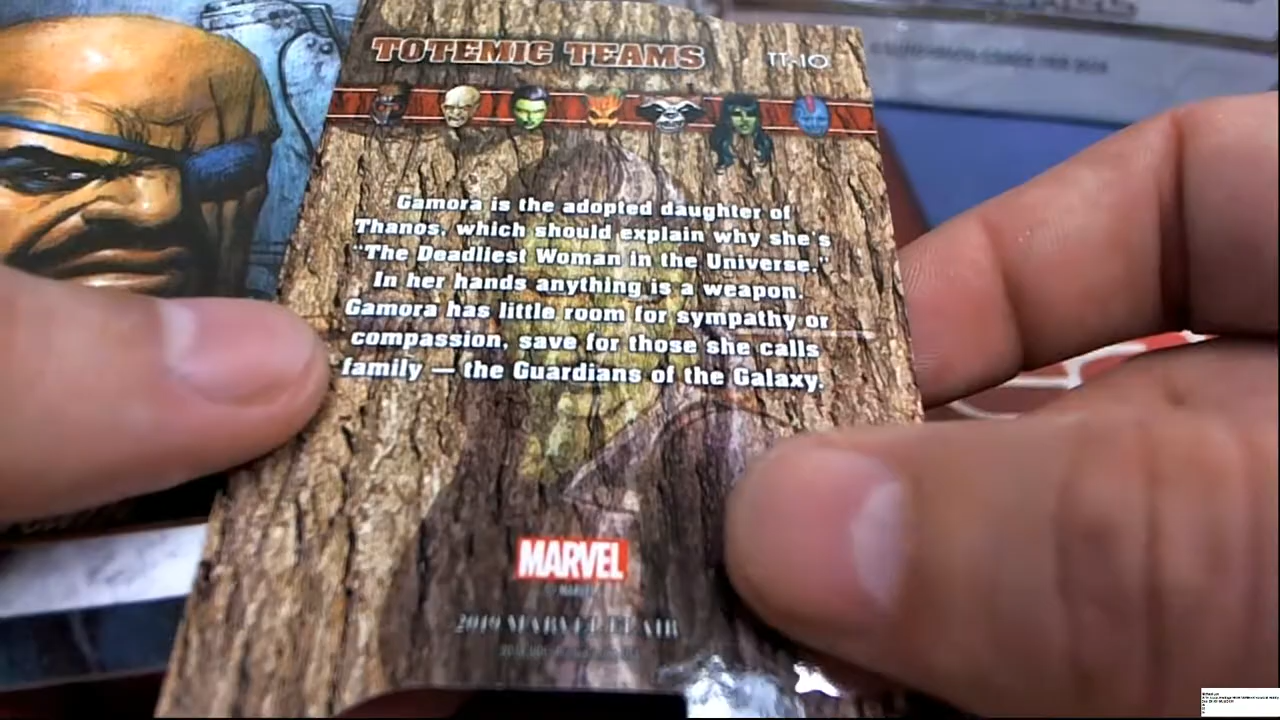 TOTEMIC TEAMS TT-10
Gamora is the adopted daughter of
Thanos, which should explain why she's
"The Deadliest Woman in the Universe."
In her hands anything is a weapon.
Gamora has little room for sympathy or
compassion, save for those she calls
family — the Guardians of the Galaxy.
MARVEL
2019 MARVEL FLAIR